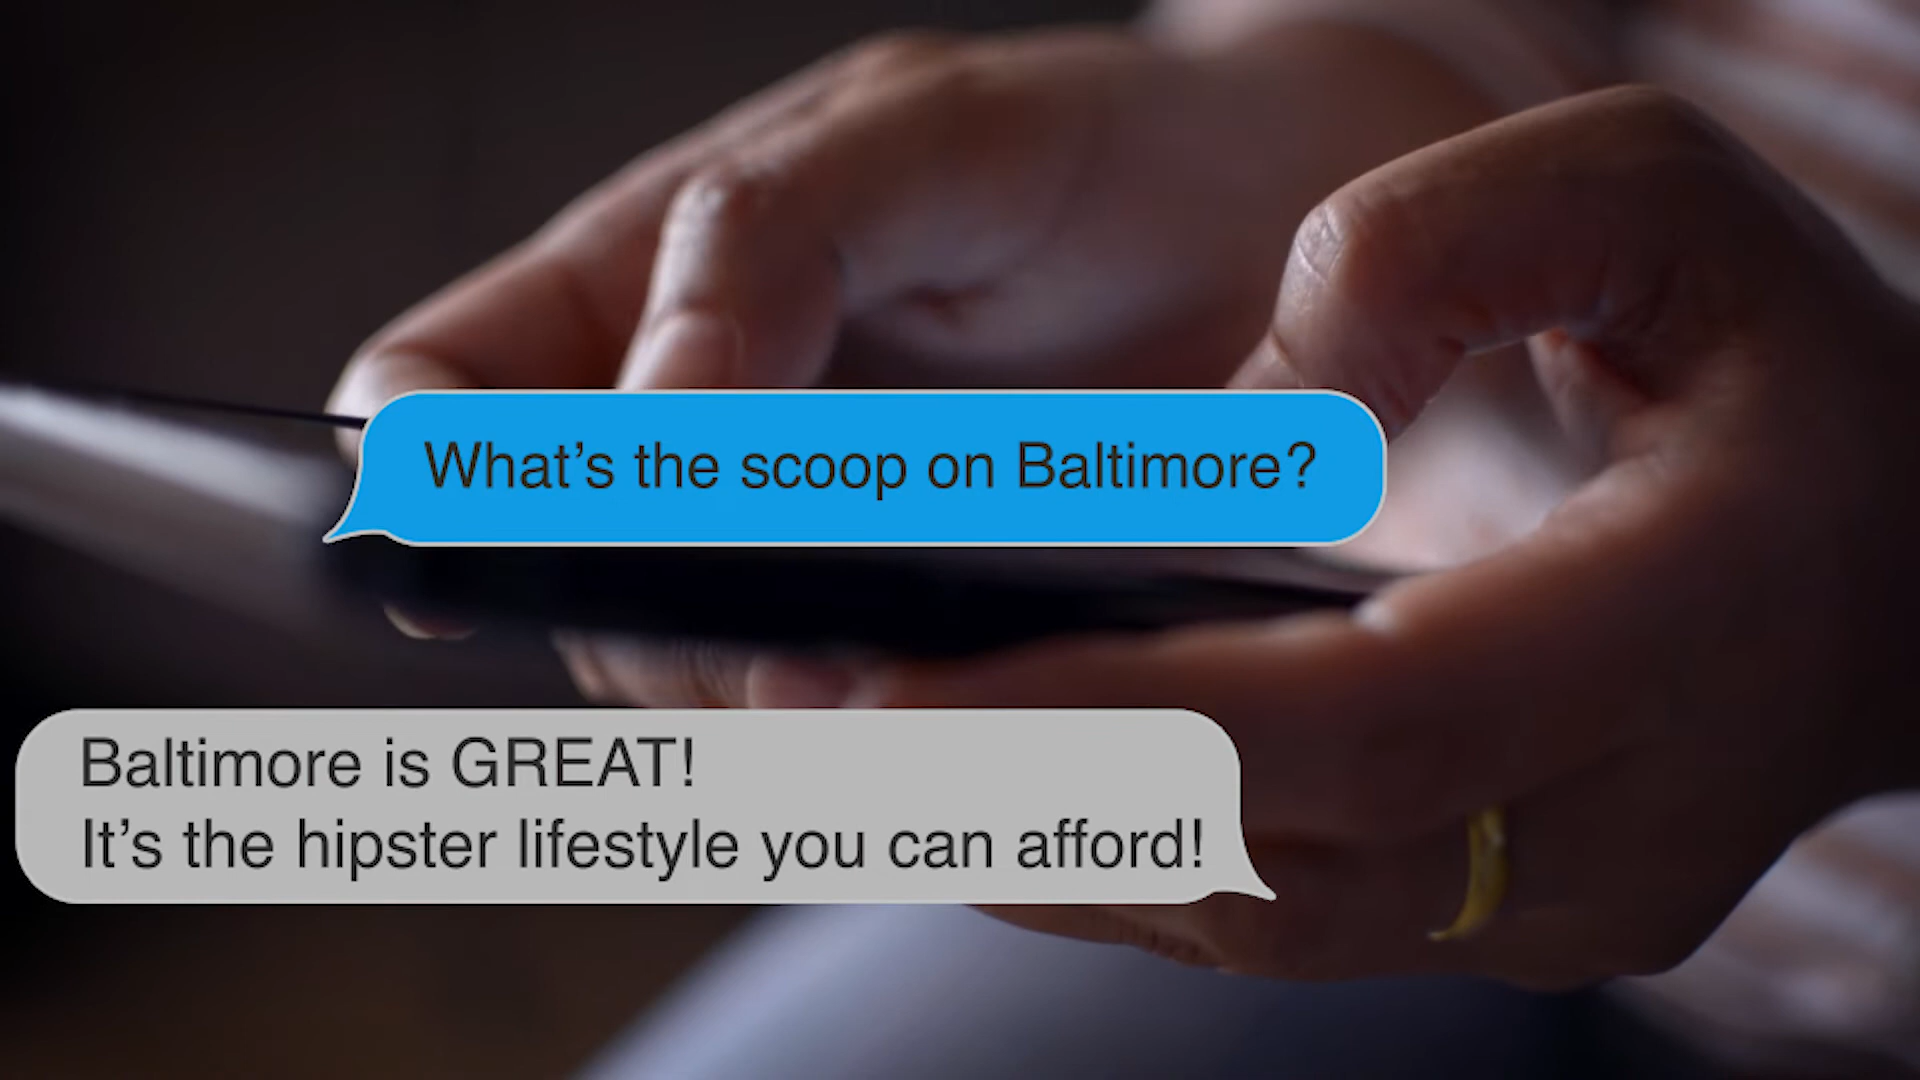 What’s the scoop on Baltimore?
Baltimore is GREAT!
It’s the hipster lifestyle you can afford!